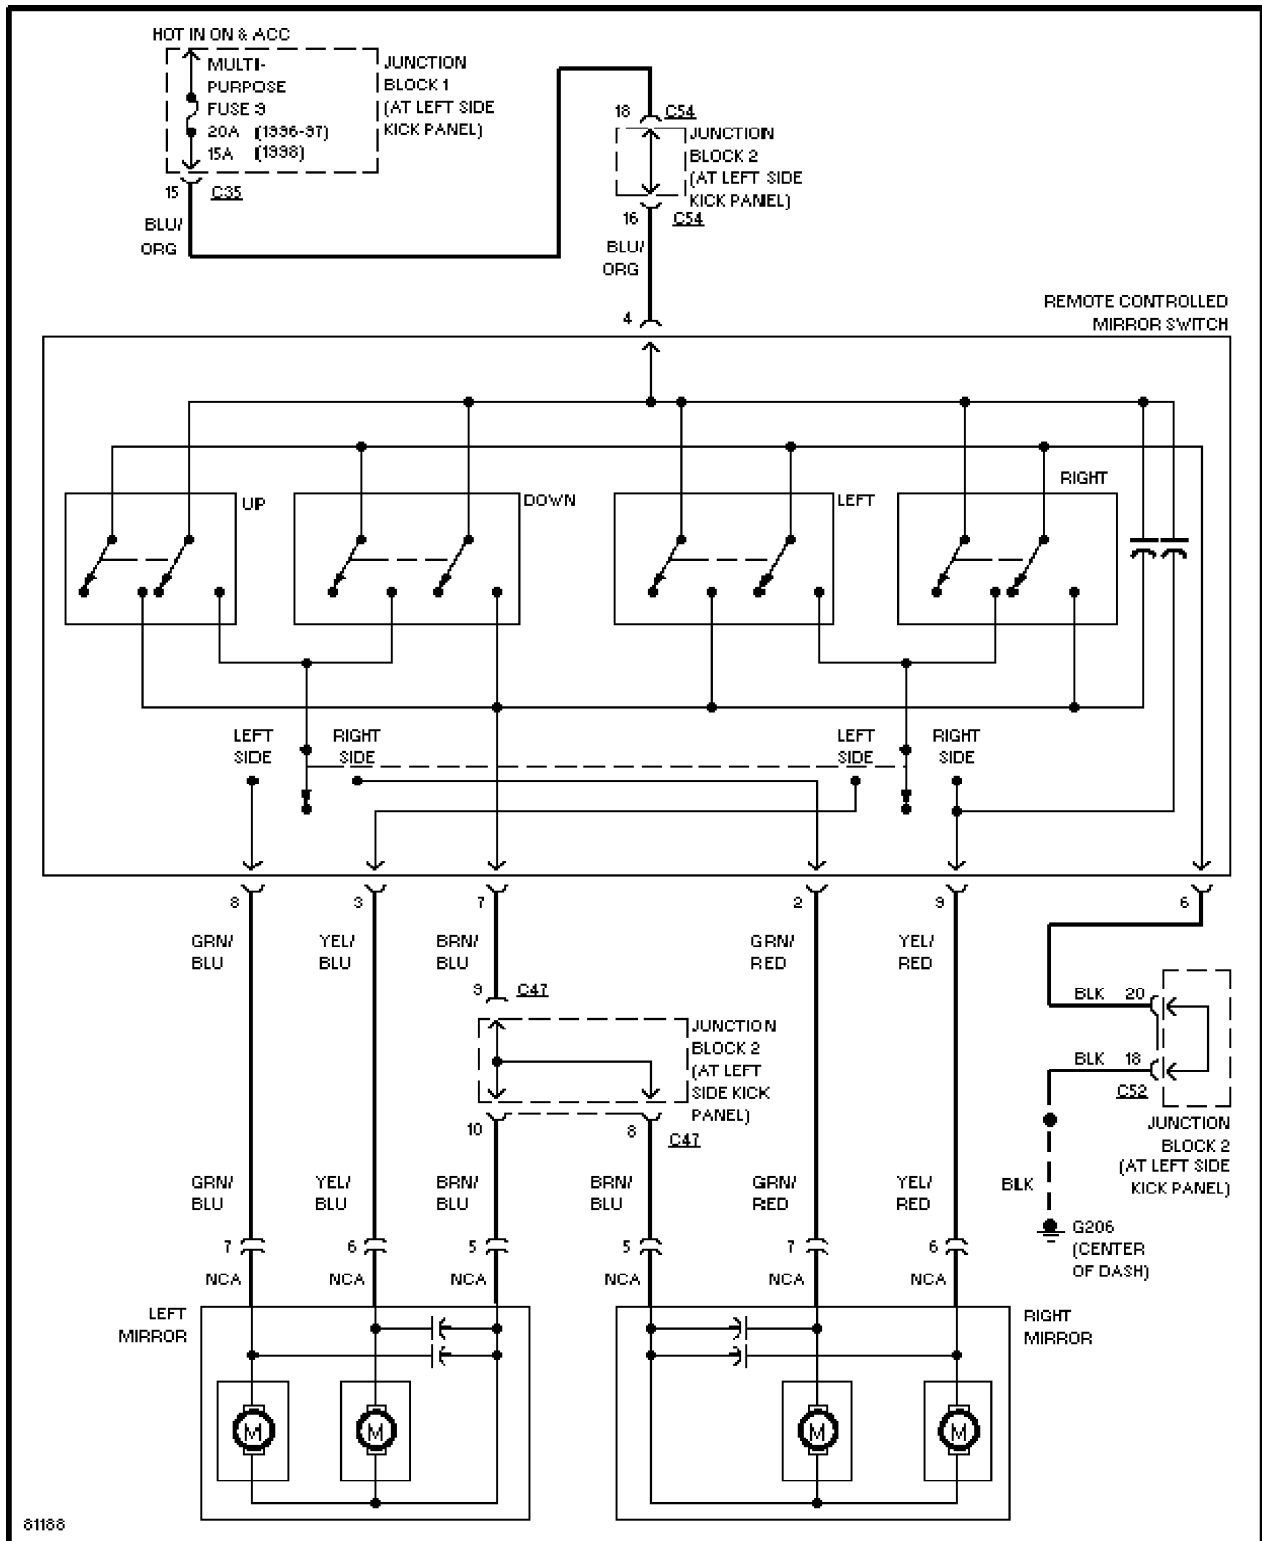 HOT IN ON & ACC
MULTI-
PURPOSE
FUSE 9
20A (1996-97)
15A (1998)
JUNCTION
BLOCK 1
(AT LEFT SIDE
KICK PANEL)
15 C35
BLU/
ORG
18 C54
JUNCTION
BLOCK 2
(AT LEFT SIDE
KICK PANEL)
16 C54
BLU/
ORG
4
REMOTE CONTROLLED
MIRROR SWITCH
UP
DOWN
LEFT
RIGHT
LEFT
SIDE
RIGHT
SIDE
LEFT
SIDE
RIGHT
SIDE
8 3 7 2 9 6
GRN/
BLU
YEL/
BLU
BRN/
BLU
GRN/
RED
YEL/
RED
9 C47
JUNCTION
BLOCK 2
(AT LEFT
SIDE KICK
PANEL)
10 8 C47
BLK 20
BLK 18
C52
JUNCTION
BLOCK 2
(AT LEFT SIDE
KICK PANEL)
BLK
G206
(CENTER
OF DASH)
GRN/
BLU
YEL/
BLU
BRN/
BLU
BRN/
BLU
GRN/
RED
YEL/
RED
7 6 5 5 7 6
NCA NCA NCA NCA NCA NCA
LEFT
MIRROR
RIGHT
MIRROR
M M M M
81188